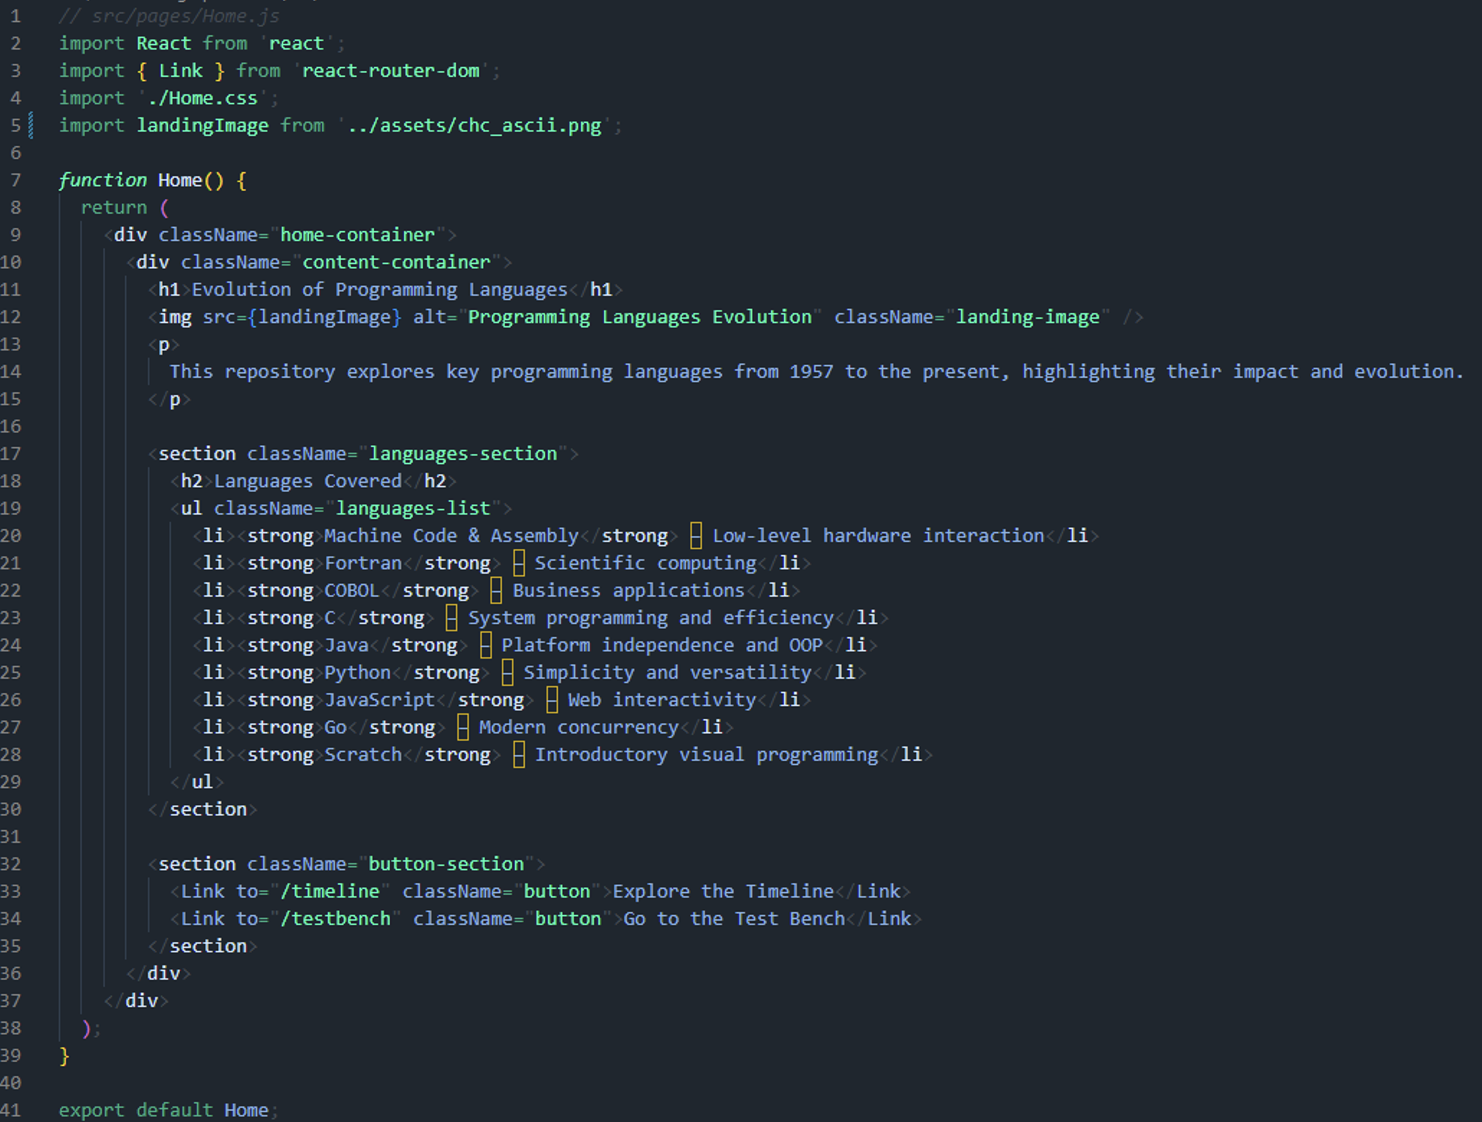 1 // src/pages/Home.js
2 import React from 'react';
3 import { Link } from 'react-router-dom';
4 import './Home.css';
5 import landingImage from '../assets/chc_ascii.png';
6
7 function Home() {
8 return (
9 <div className="home-container">
10 <div className="content-container">
11 <h1>Evolution of Programming Languages</h1>
12 <img src={landingImage} alt="Programming Languages Evolution" className="landing-image" />
13 <p>
14 This repository explores key programming languages from 1957 to the present, highlighting their impact and evolution.
15 </p>
16
17 <section className="languages-section">
18 <h2>Languages Covered</h2>
19 <ul className="languages-list">
20 <li><strong>Machine Code & Assembly</strong> – Low-level hardware interaction</li>
21 <li><strong>Fortran</strong> – Scientific computing</li>
22 <li><strong>COBOL</strong> – Business applications</li>
23 <li><strong>C</strong> – System programming and efficiency</li>
24 <li><strong>Java</strong> – Platform independence and OOP</li>
25 <li><strong>Python</strong> – Simplicity and versatility</li>
26 <li><strong>JavaScript</strong> – Web interactivity</li>
27 <li><strong>Go</strong> – Modern concurrency</li>
28 <li><strong>Scratch</strong> – Introductory visual programming</li>
29 </ul>
30 </section>
31
32 <section className="button-section">
33 <Link to="/timeline" className="button">Explore the Timeline</Link>
34 <Link to="/testbench" className="button">Go to the Test Bench</Link>
35 </section>
36 </div>
37 </div>
38 );
39 }
40
41 export default Home;